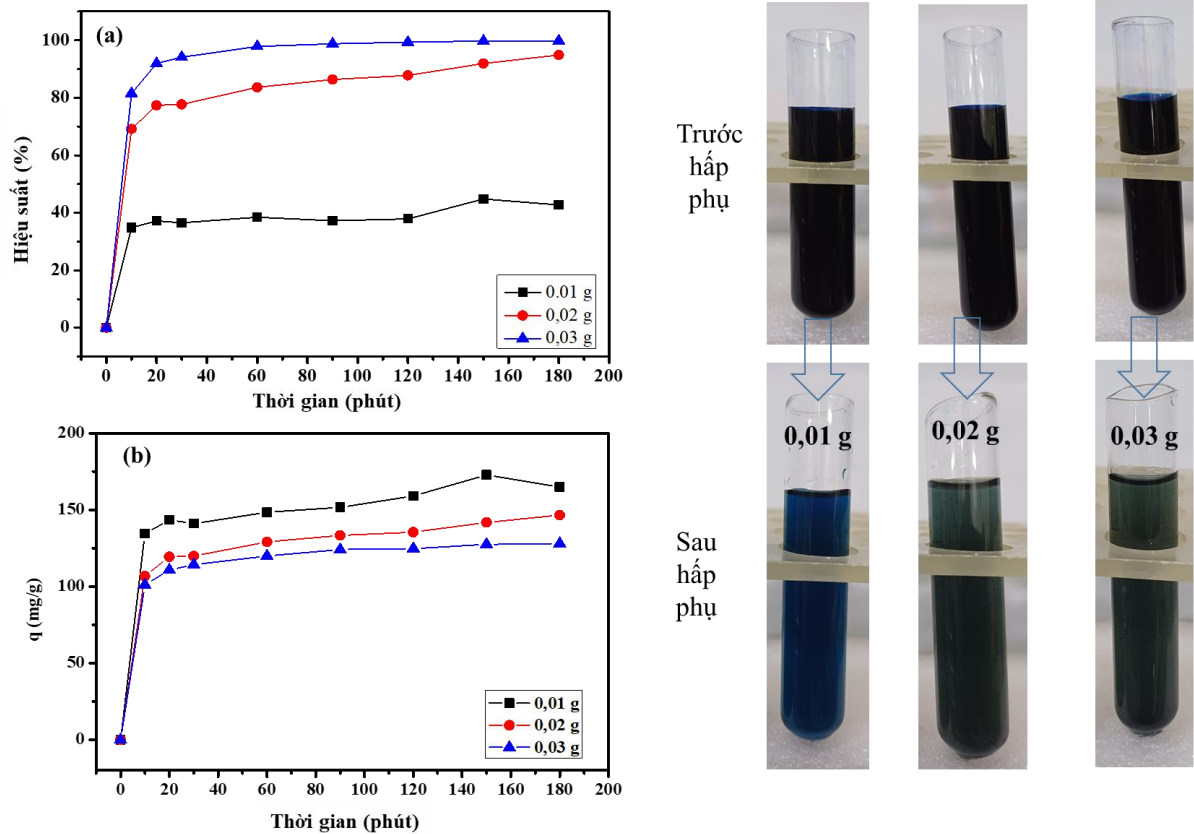 (a)
Hiệu suất (%)
100
80
60
40
20
0
0.01 g
0,02 g
0,03 g
0 20 40 60 80 100 120 140 160 180 200
Thời gian (phút)
(b)
q (mg/g)
200
150
100
50
0
0,01 g
0,02 g
0,03 g
0 20 40 60 80 100 120 140 160 180 200
Thời gian (phút)
Trước
hấp
phụ
0,01 g
0,02 g
0,03 g
Sau
hấp
phụ